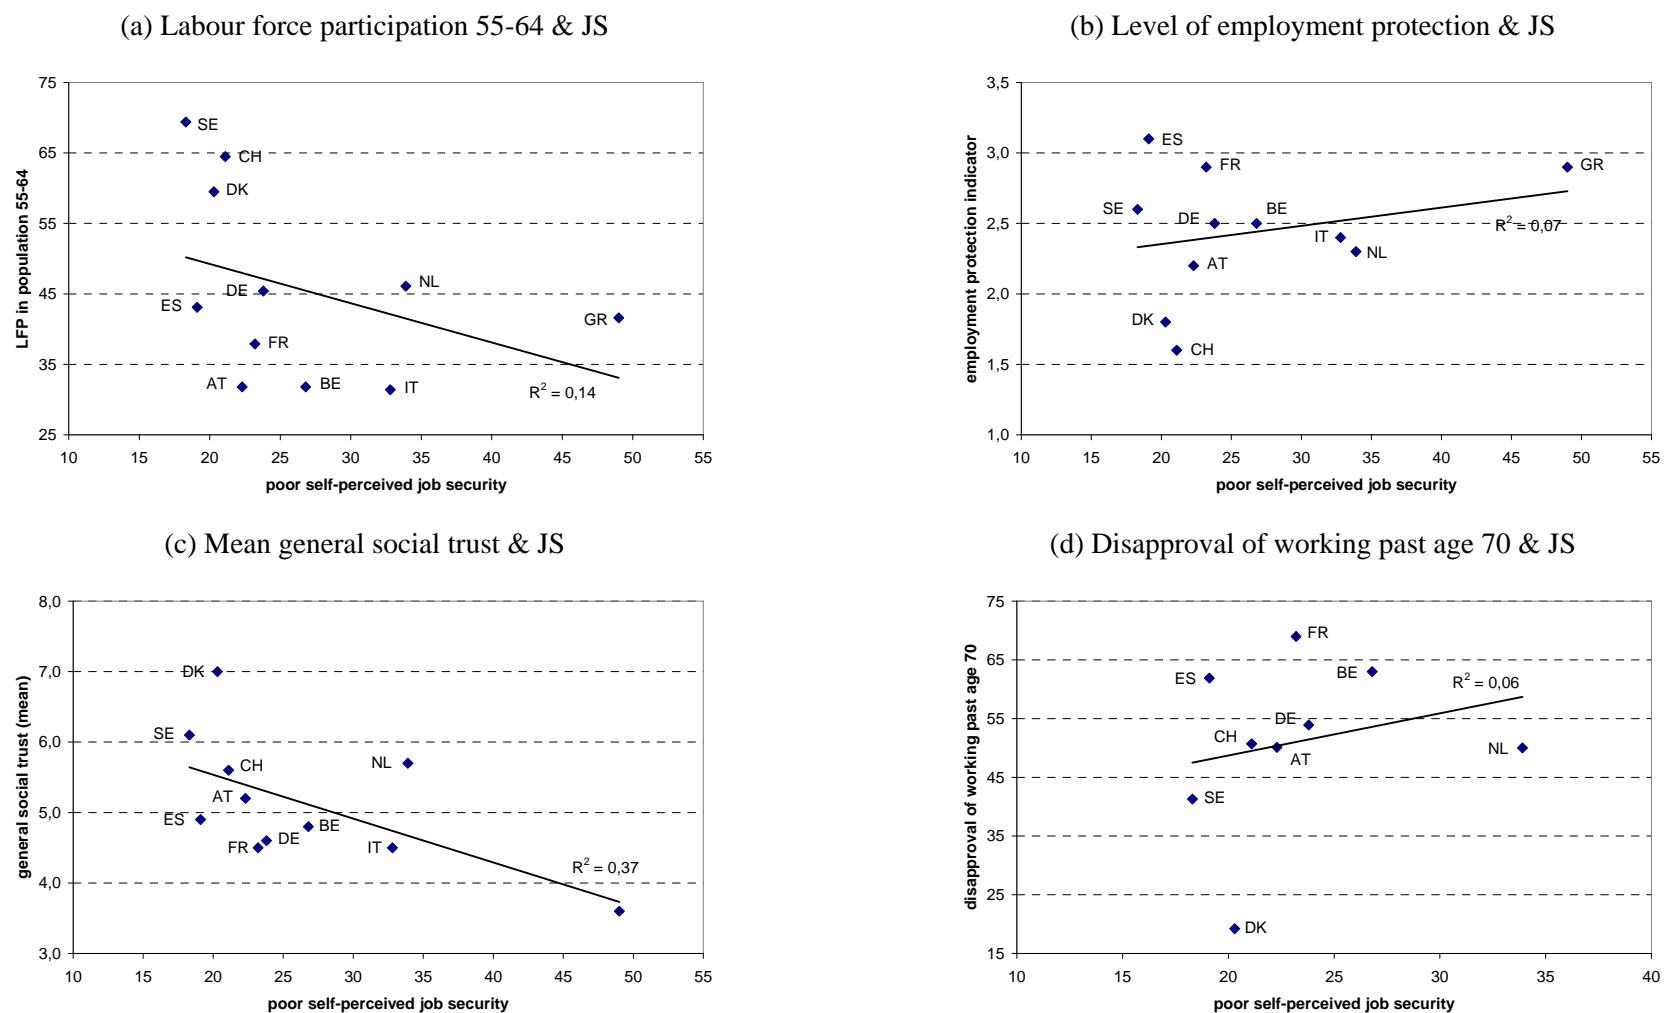 (a) Labour force participation 55-64 & JS
75
65
55
45
35
25
LFP in population 55-64
SE
CH
DK
NL
DE
ES
GR
FR
AT
BE
IT
R² = 0,14
10 15 20 25 30 35 40 45 50 55
poor self-perceived job security
(b) Level of employment protection & JS
3,5
3,0
2,5
2,0
1,5
1,0
employment protection indicator
ES
FR
GR
SE
BE
DE
R² = 0,07
IT
NL
AT
DK
CH
10 15 20 25 30 35 40 45 50 55
poor self-perceived job security
(c) Mean general social trust & JS
8,0
7,0
6,0
5,0
4,0
3,0
general social trust (mean)
DK
SE
NL
CH
AT
ES
BE
DE
FR
IT
R² = 0,37
10 15 20 25 30 35 40 45 50 55
poor self-perceived job security
(d) Disapproval of working past age 70 & JS
75
65
55
45
35
25
15
disapproval of working past age 70
FR
BE
ES
R² = 0,06
DE
CH
NL
AT
SE
DK
10 15 20 25 30 35 40
poor self-perceived job security